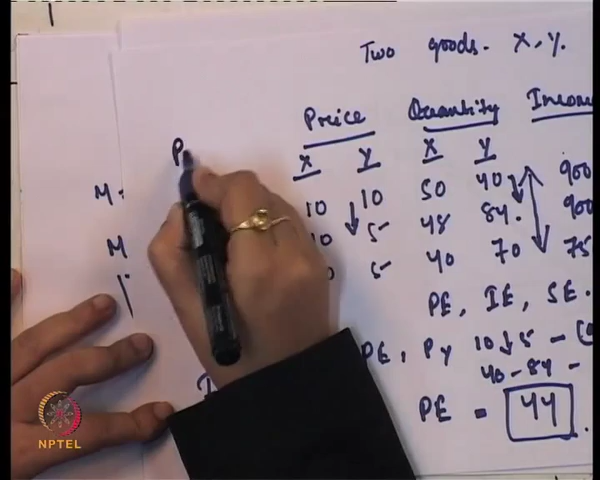 Two goods. X, Y.
Price Quantity Income
P X Y X Y
M 10 10 50 40 900
10 5 48 84 900
M 5 40 70 75
PE, IE, SE.
PE, Py 10 ↓ 5 -
40 - 84 -
PE = 44
NPTEL